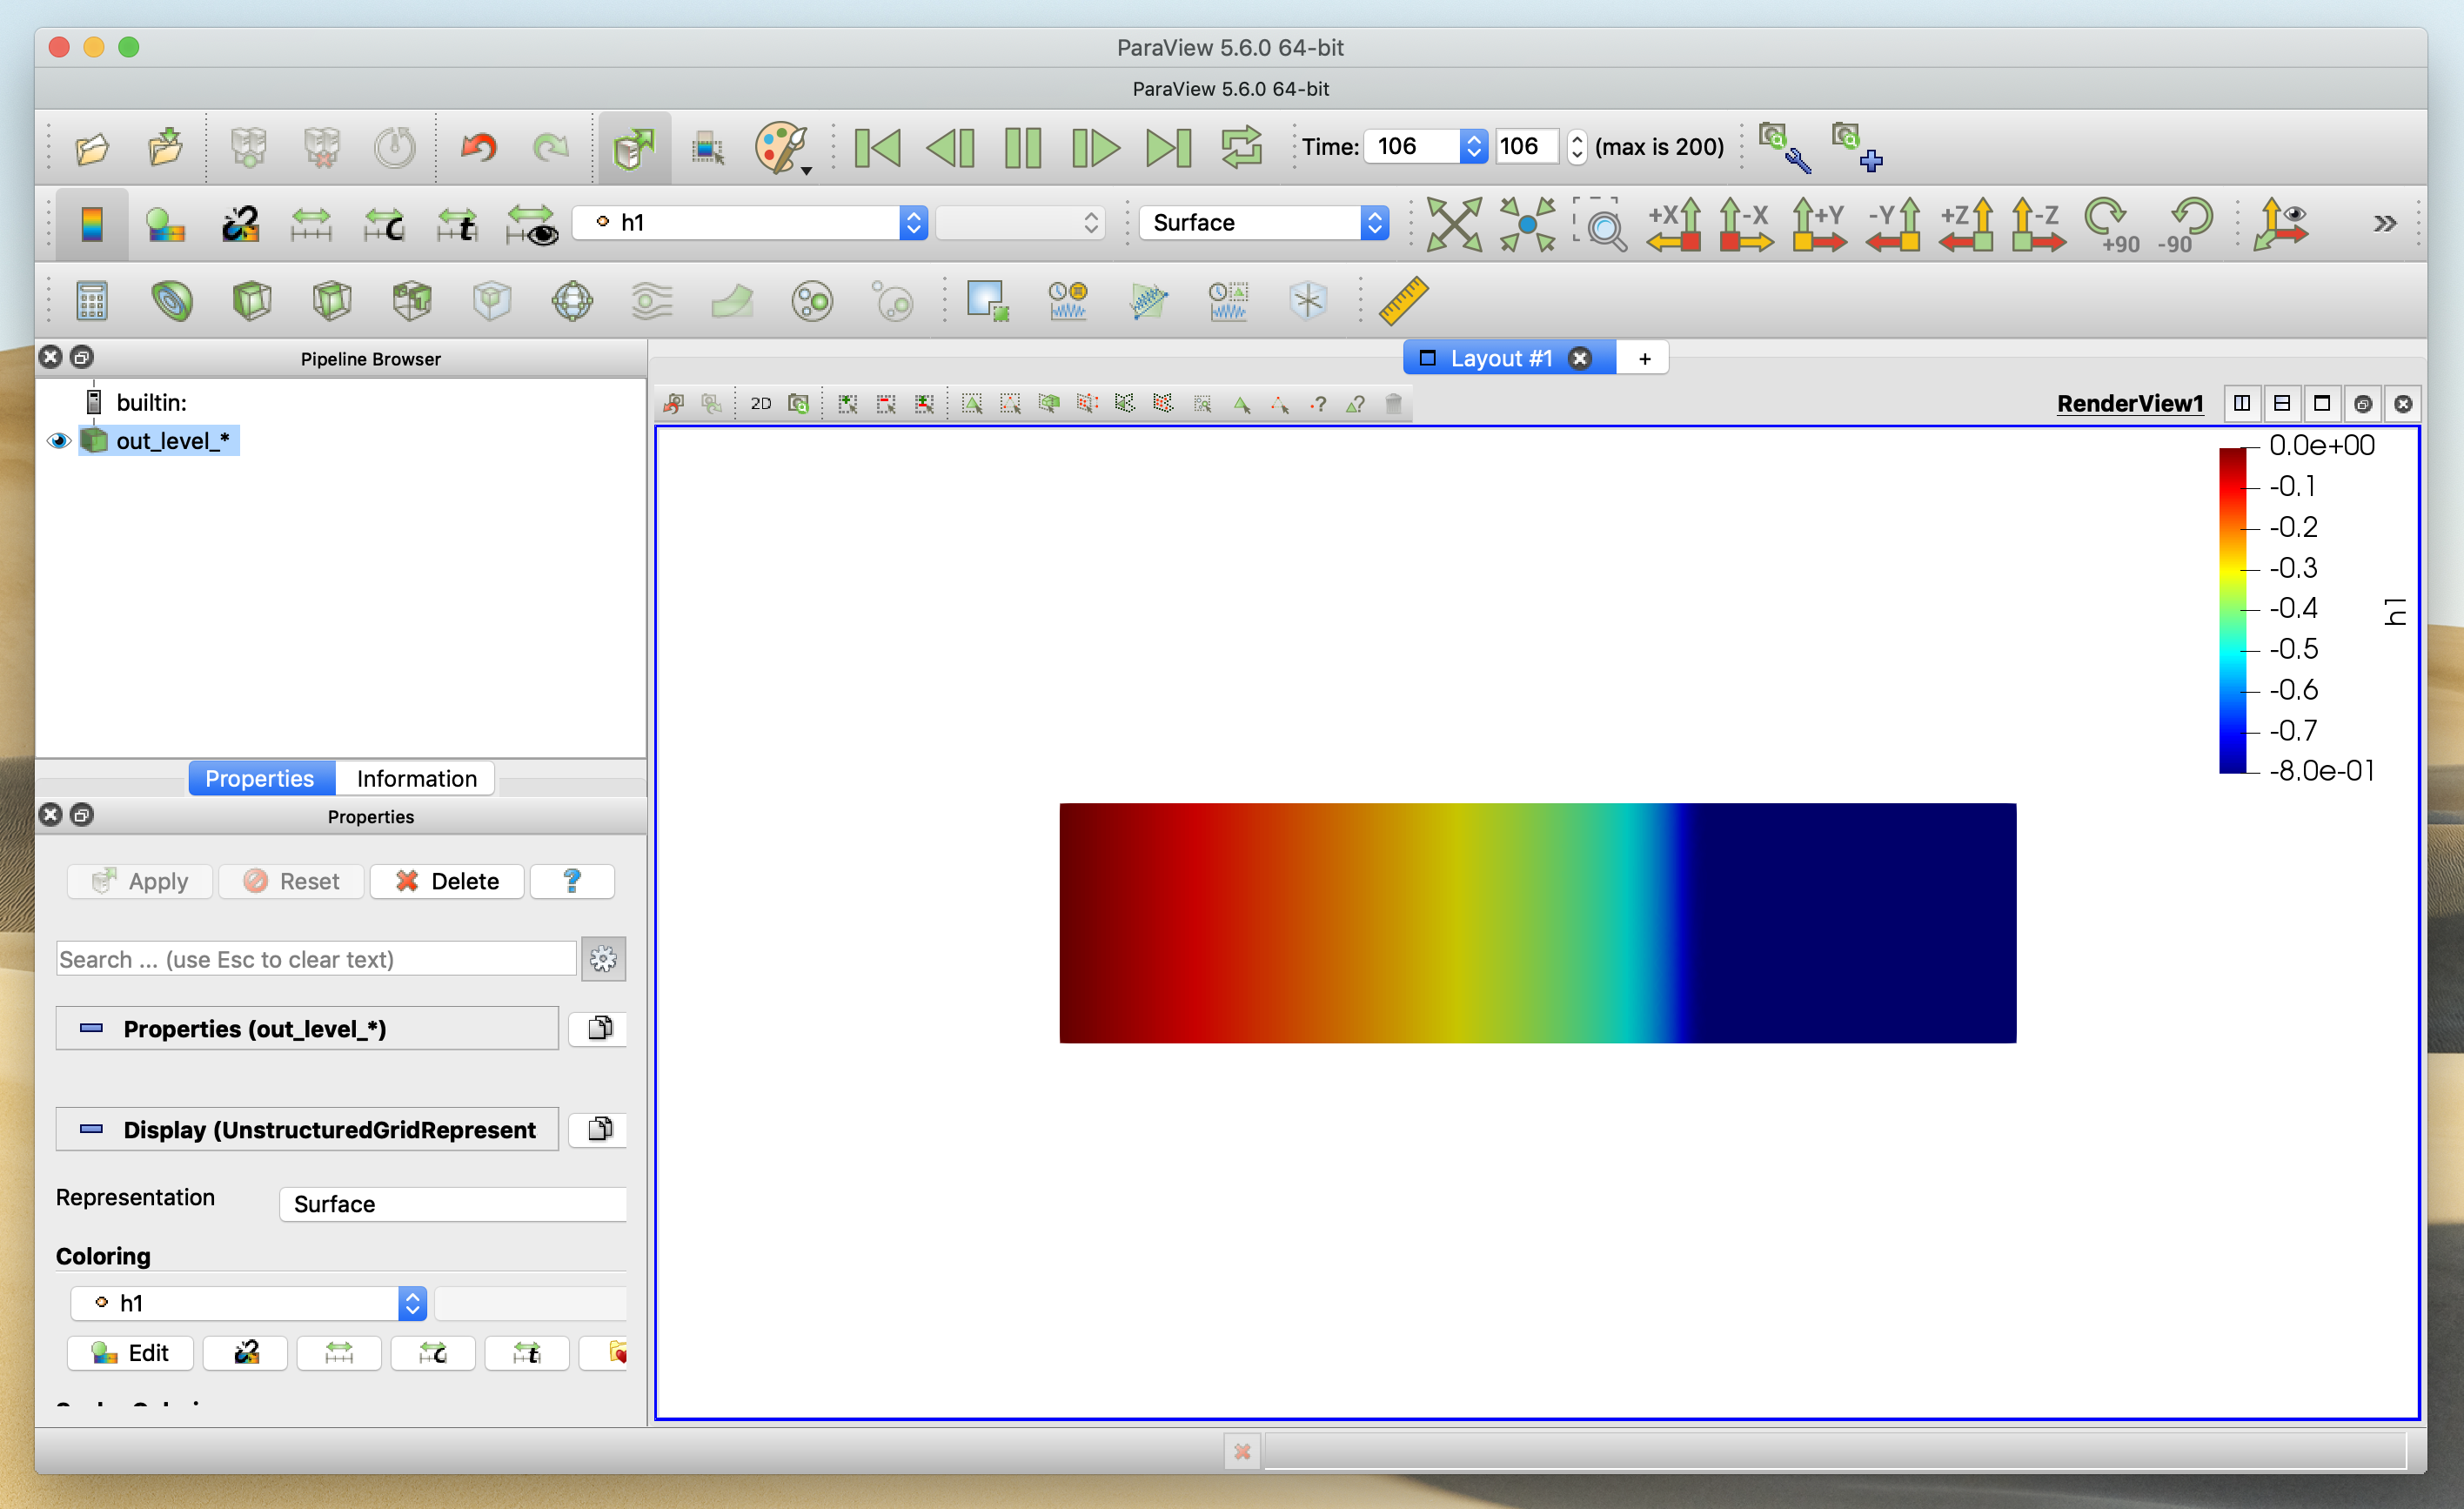 ParaView 5.6.0 64-bit
ParaView 5.6.0 64-bit
Time: 106 106 (max is 200)
h1 Surface +X -X +Y -Y +Z -Z +90 -90
Pipeline Browser
builtin:
out_level_*
Layout #1 +
2D
RenderView1
0.0e+00
-0.1
-0.2
-0.3
-0.4
-0.5
-0.6
-0.7
-8.0e-01
h1
Properties Information
Properties
Apply Reset Delete ?
Search ... (use Esc to clear text)
Properties (out_level_*)
Display (UnstructuredGridRepresent
Representation Surface
Coloring
h1
Edit